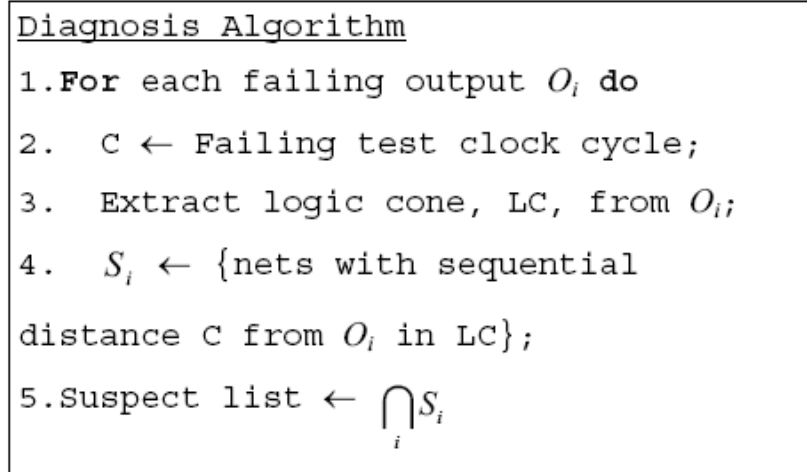 Diagnosis Algorithm
1.For each failing output Oᵢ do
2. C ← Failing test clock cycle;
3. Extract logic cone, LC, from Oᵢ;
4. Sᵢ ← {nets with sequential
distance C from Oᵢ in LC};
5.Suspect list ← ⋂ᵢ Sᵢ